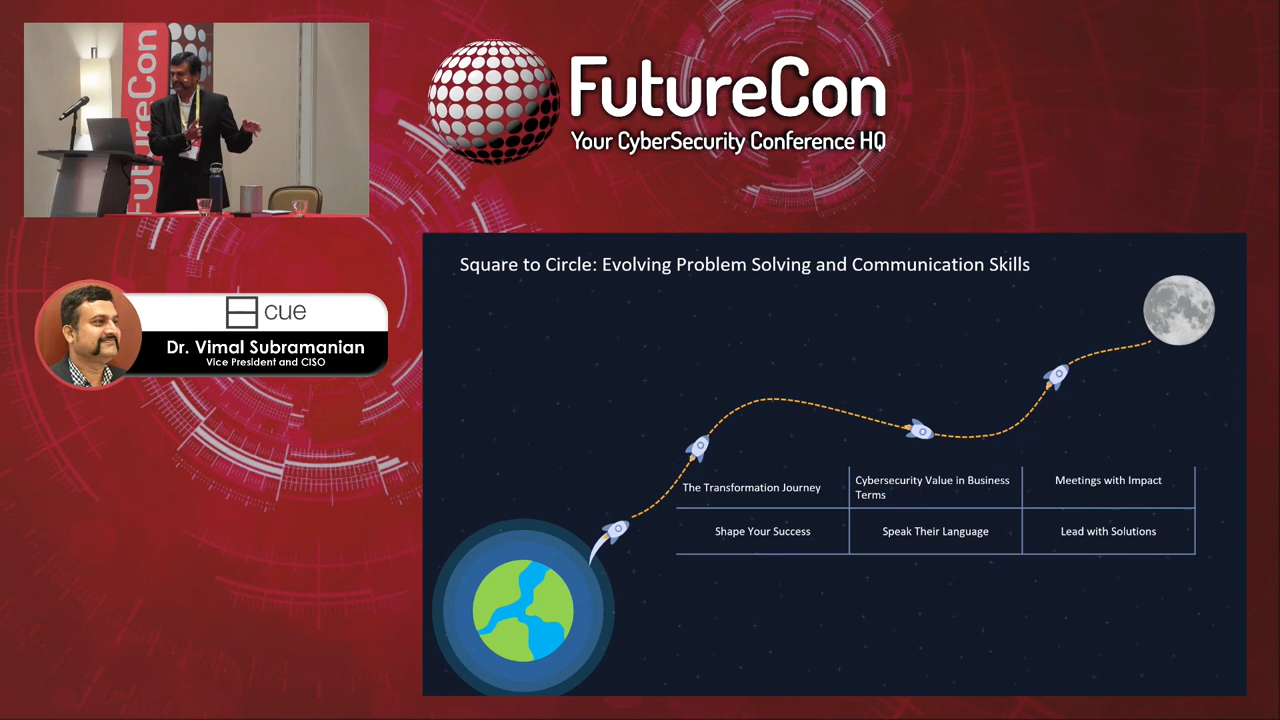 FutureCon
FutureCon
Your CyberSecurity Conference HQ
cue
Dr. Vimal Subramanian
Vice President and CISO
Square to Circle: Evolving Problem Solving and Communication Skills
The Transformation Journey
Cybersecurity Value in Business
Terms
Meetings with Impact
Shape Your Success
Speak Their Language
Lead with Solutions